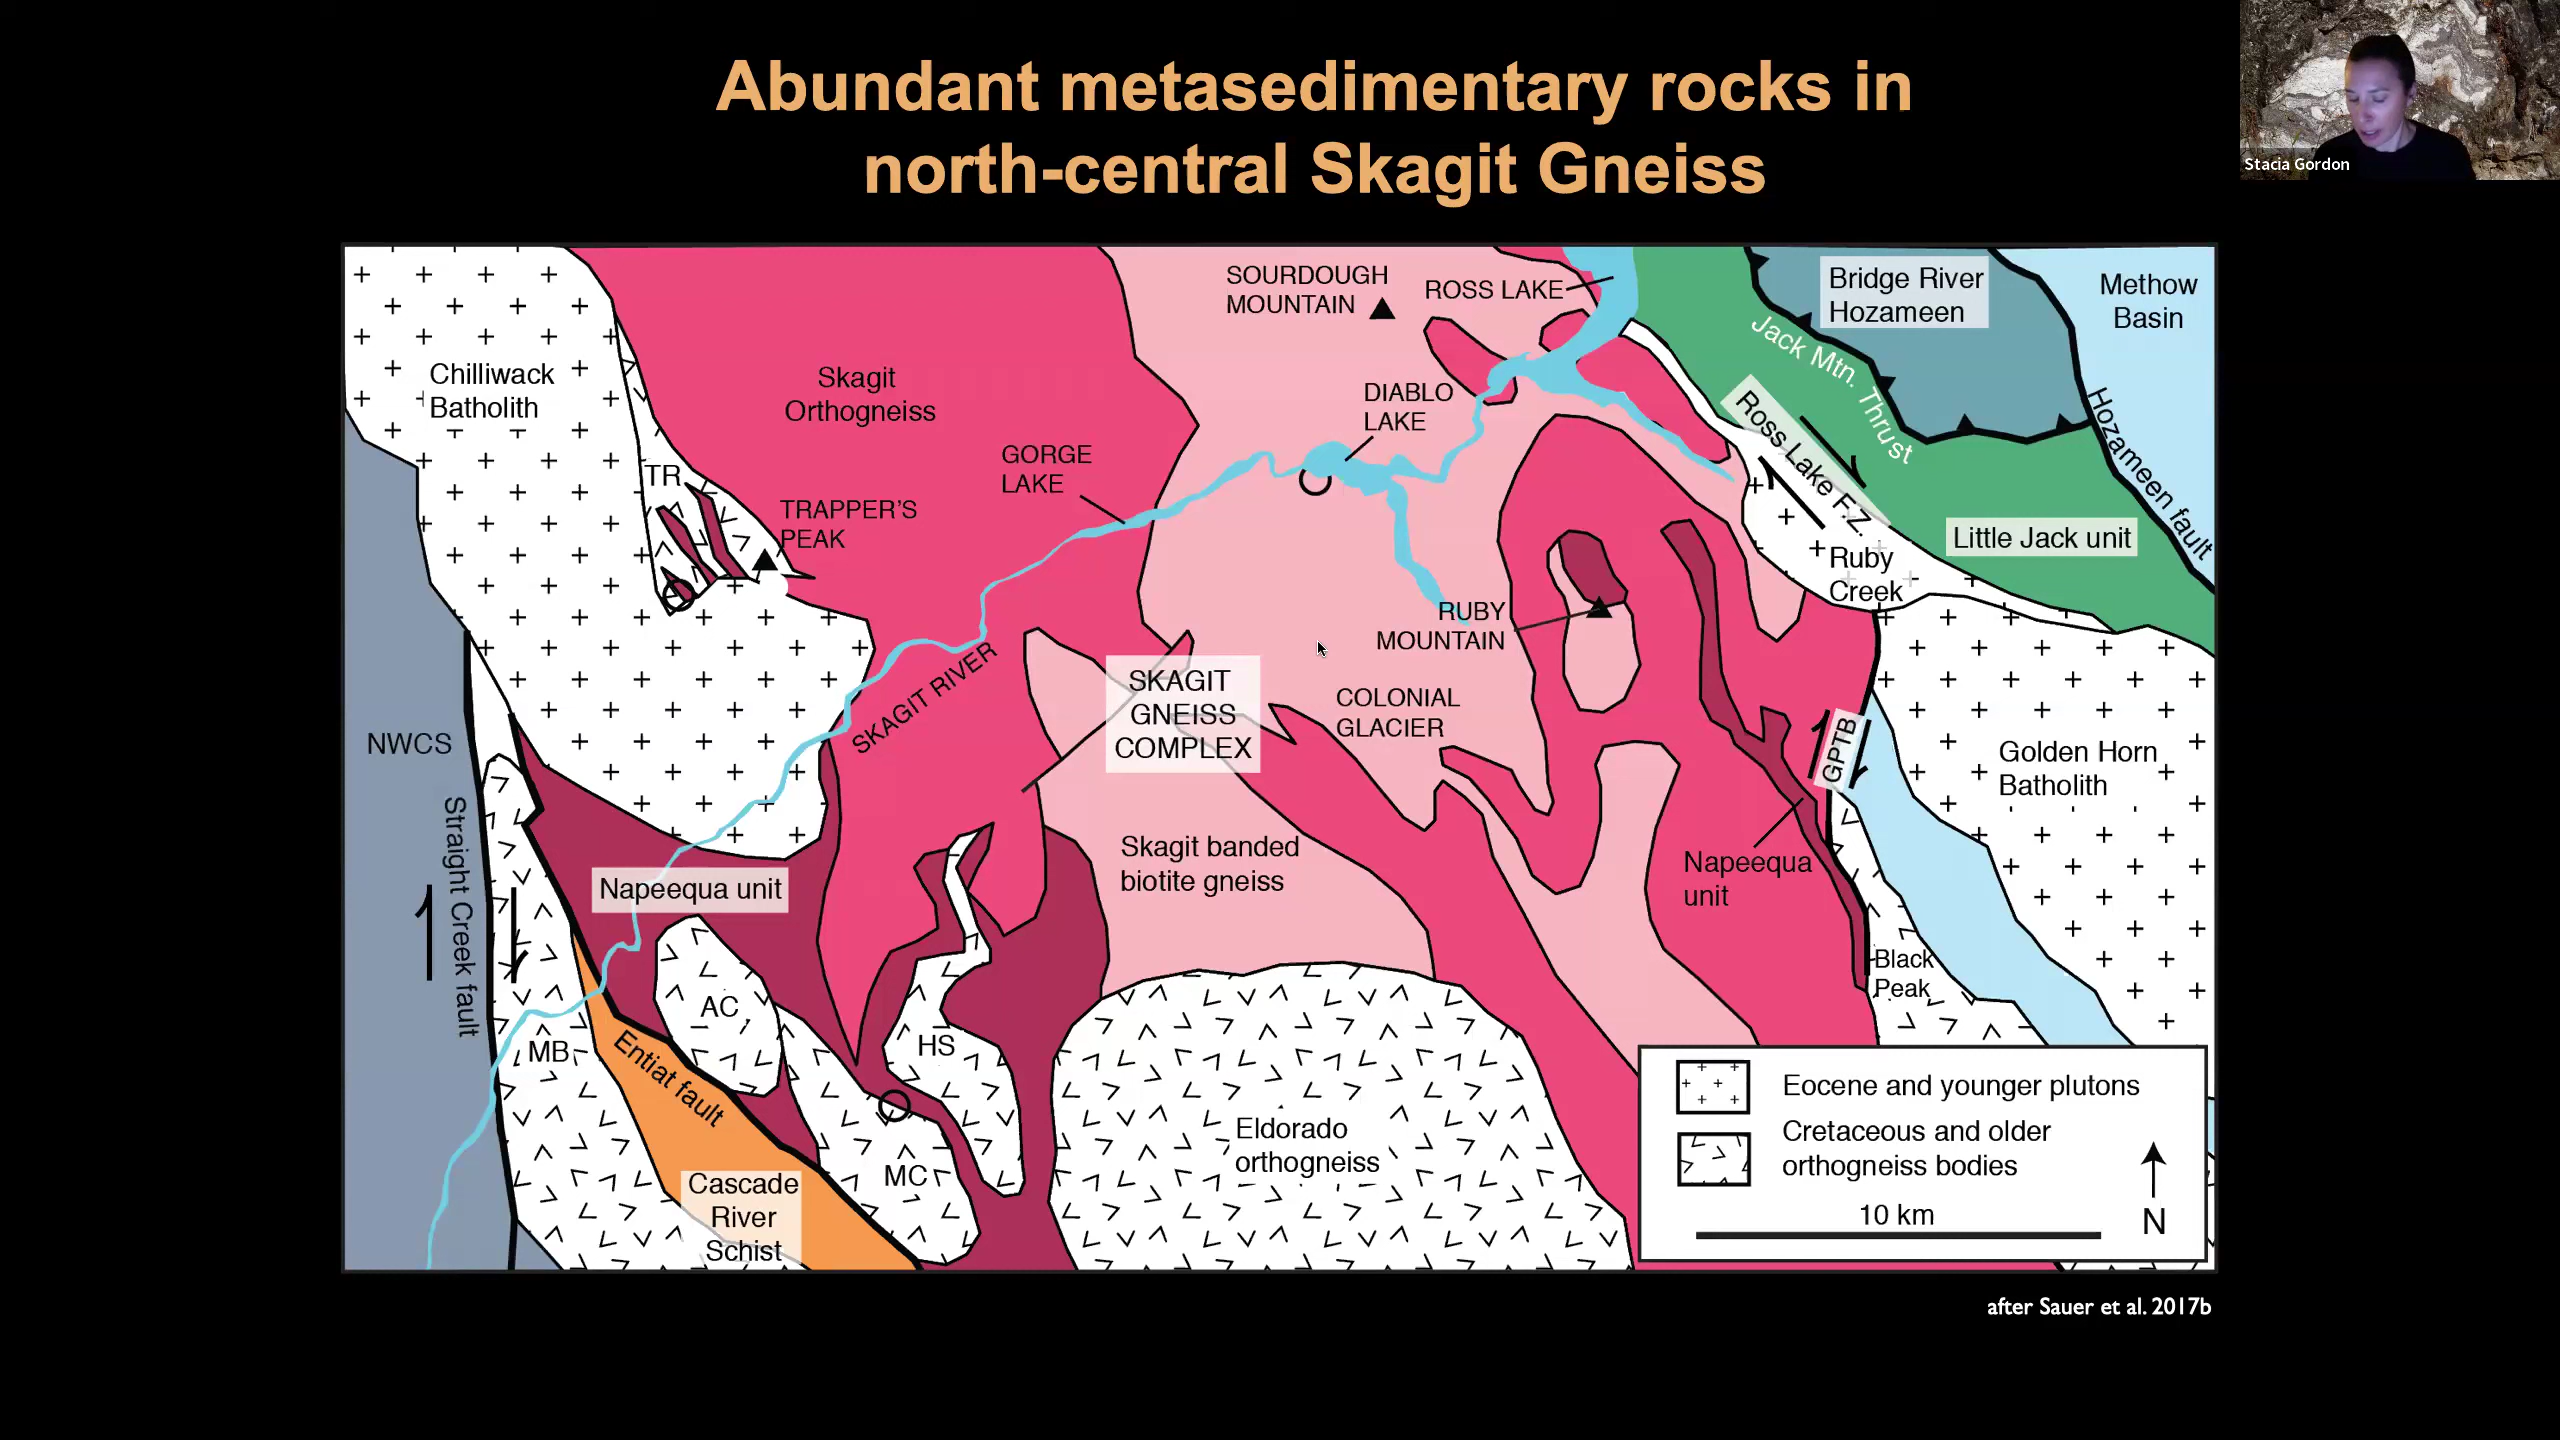 Abundant metasedimentary rocks in
north-central Skagit Gneiss
Stacia Gordon
SOURDOUGH
MOUNTAIN
ROSS LAKE
Bridge River
Hozameen
Methow
Basin
Jack Mtn. Thrust
Chilliwack
Batholith
Skagit
Orthogneiss
DIABLO
LAKE
Ross Lake F.Z.
Hozameen fault
GORGE
LAKE
TR
TRAPPER'S
PEAK
Little Jack unit
Ruby
Creek
RUBY
MOUNTAIN
SKAGIT RIVER
SKAGIT
GNEISS
COMPLEX
COLONIAL
GLACIER
NWCS
GPTB
Golden Horn
Batholith
Straight Creek fault
Napeequa unit
Skagit banded
biotite gneiss
Napeequa
unit
Black
Peak
AC
HS
MB
Entiat fault
MC
Eldorado
orthogneiss
Cascade
River
Schist
Eocene and younger plutons
Cretaceous and older
orthogneiss bodies
10 km
N
after Sauer et al. 2017b